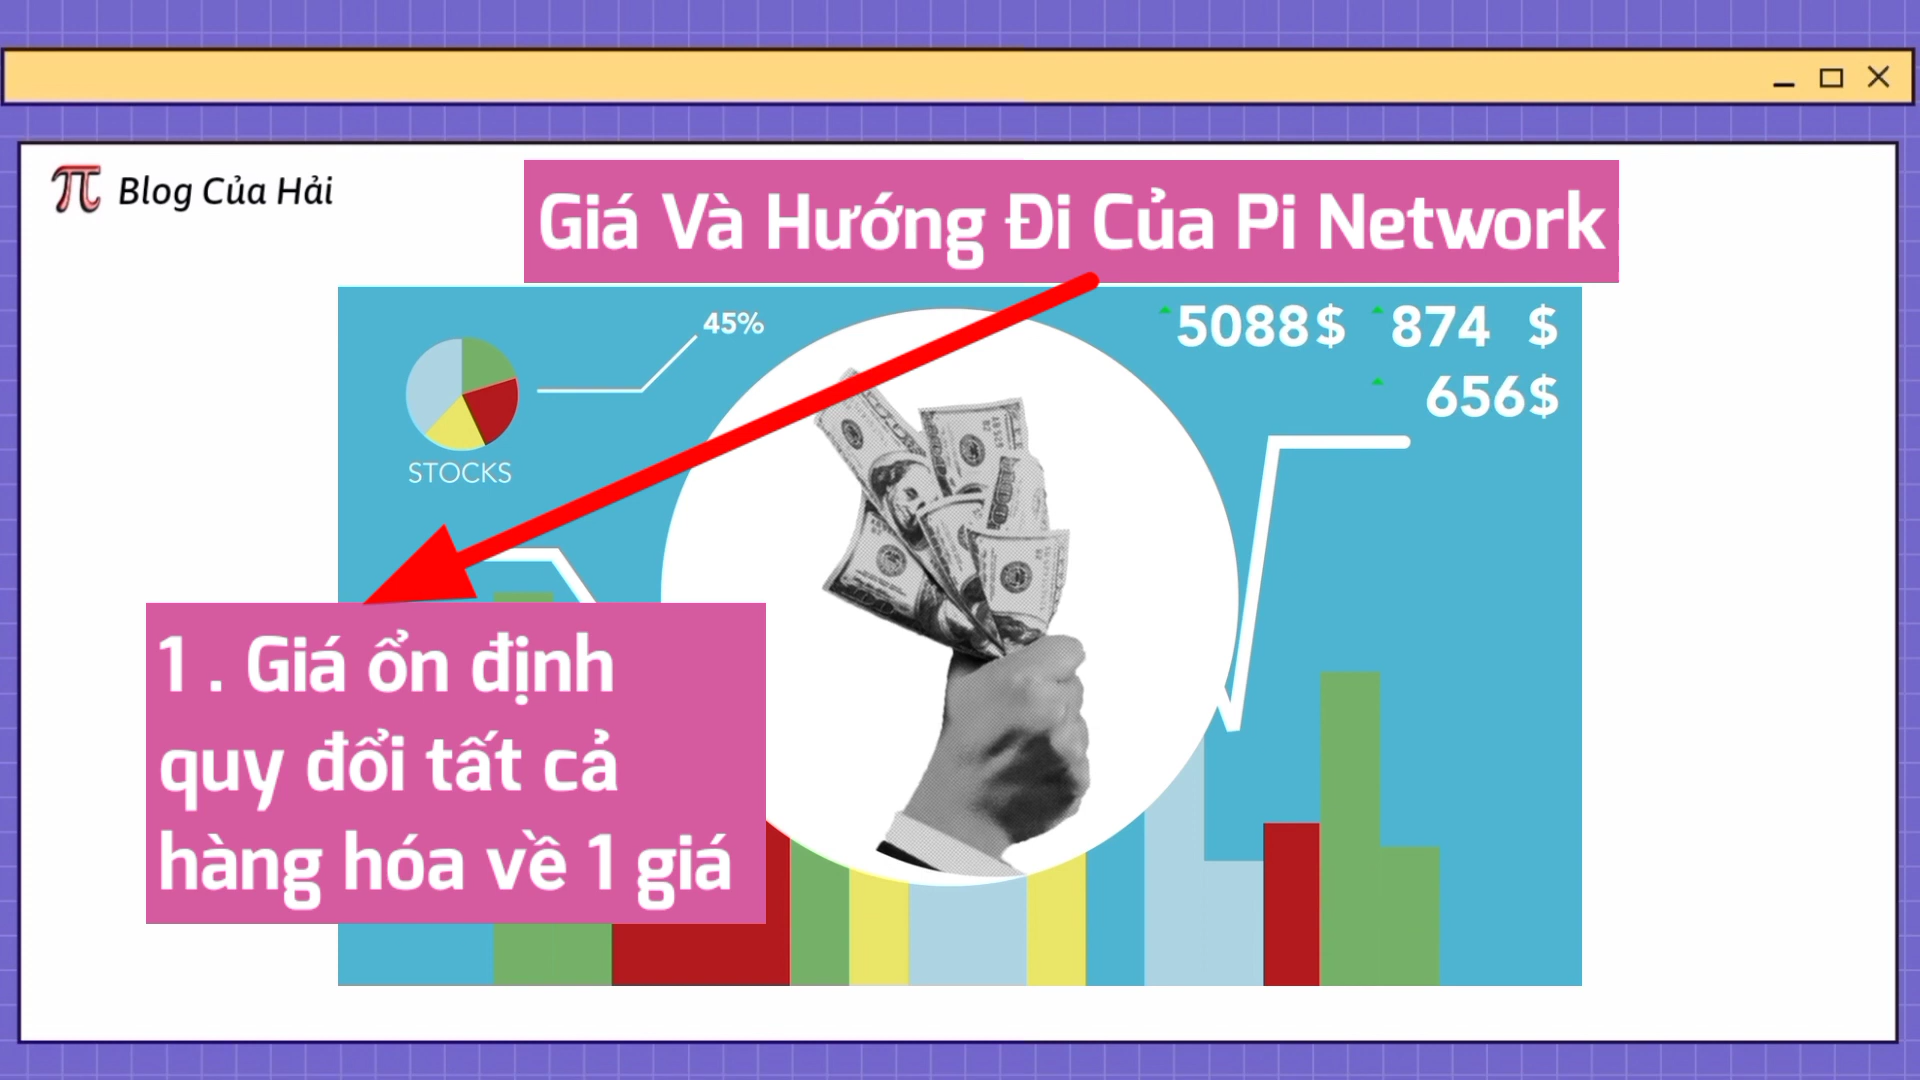 Blog Của Hải
Giá Và Hướng Đi Của Pi Network
45%
5088$ 874 $
656$
STOCKS
1 . Giá ổn định
quy đổi tất cả
hàng hóa về 1 giá